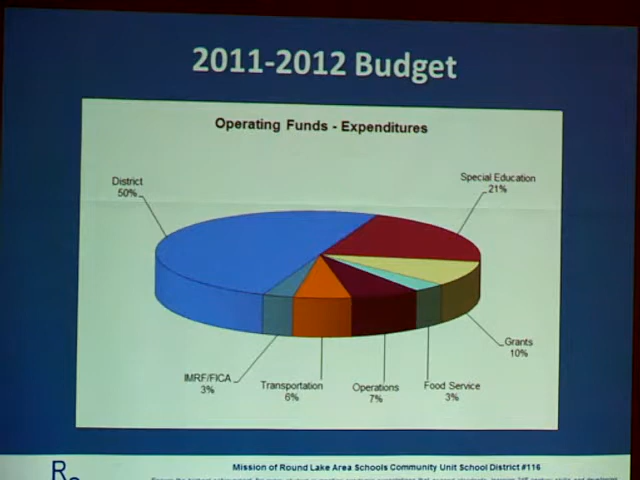 2011-2012 Budget
Operating Funds - Expenditures
District
50%
Special Education
21%
Grants
10%
IMRF/FICA
3%
Transportation
6%
Operations
7%
Food Service
3%
R
Mission of Round Lake Area Schools Community Unit School District #116